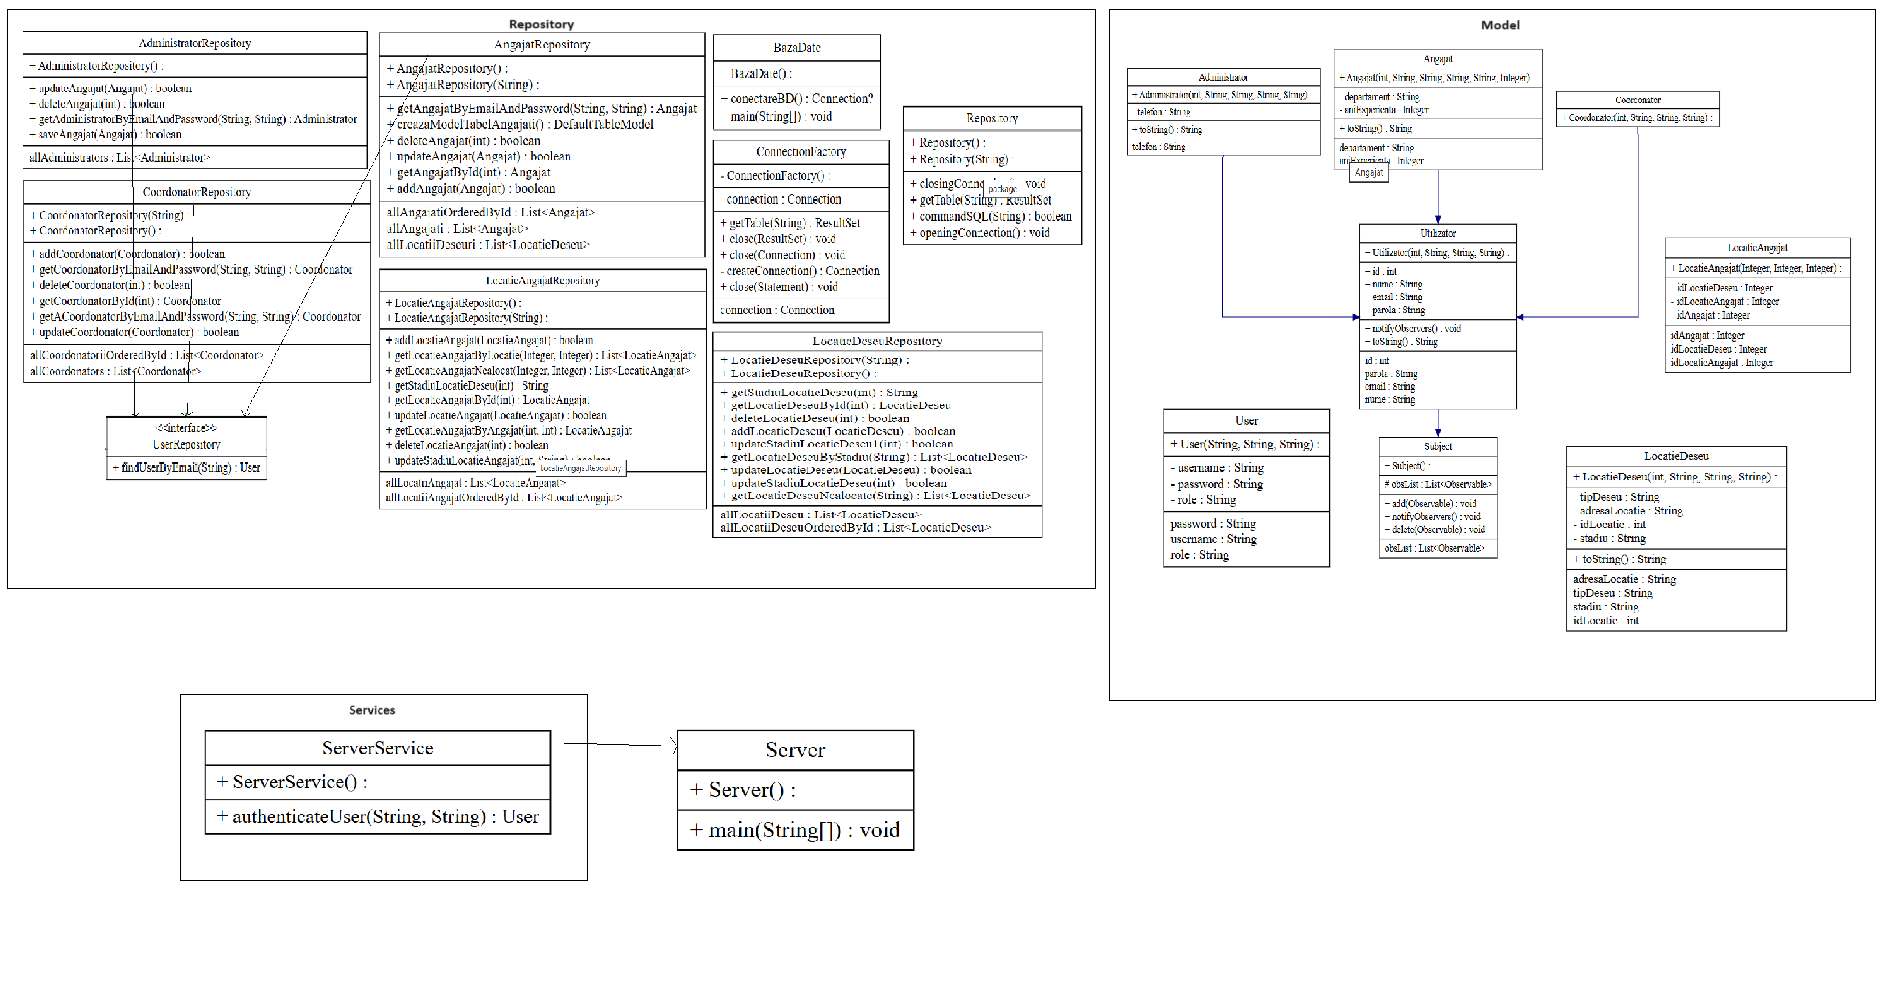 Repository
AdministratorRepository
+ AdministratorRepository() :
+ updateAngajat(Angajat) : boolean
+ deleteAngajat(int) : boolean
+ getAdministratorByEmailAndPassword(String, String) : Administrator
+ saveAngajat(Angajat) : boolean
allAdministrators : List<Administrator>
CoordonatorRepository
+ CoordonatorRepository(String)
+ CoordonatorRepository() :
+ addCoordonator(Coordonator) : boolean
+ getCoordonatorByEmailAndPassword(String, String) : Coordonator
+ deleteCoordonator(int) : boolean
+ getCoordonatorById(int) : Coordonator
+ getACoordonatorByEmailAndPassword(String, String) : Coordonator
+ updateCoordonator(Coordonator) : boolean
allCoordonatoriiOrderedById : List<Coordonator>
allCoordonators : List<Coordonator>
<<interface>>
UserRepository
+ findUserByEmail(String) : User
AngajatRepository
+ AngajatRepository() :
+ AngajatRepository(String) :
+ getAngajatByEmailAndPassword(String, String) : Angajat
+ creazaModelTabelAngajati() : DefaultTableModel
+ deleteAngajat(int) : boolean
+ updateAngajat(Angajat) : boolean
+ getAngajatById(int) : Angajat
+ addAngajat(Angajat) : boolean
allAngajatiOrderedById : List<Angajat>
allAngajati : List<Angajat>
allLocatiiDeseuri : List<LocatieDeseu>
LocatieAngajatRepository
+ LocatieAngajatRepository() :
+ LocatieAngajatRepository(String) :
+ addLocatieAngajat(LocatieAngajat) : boolean
+ getLocatieAngajatByLocatie(Integer, Integer) : List<LocatieAngajat>
+ getLocatieAngajatNealocat(Integer, Integer) : List<LocatieAngajat>
+ getStadiuLocatieDeseu(int) : String
+ getLocatieAngajatById(int) : LocatieAngajat
+ updateLocatieAngajat(LocatieAngajat) : boolean
+ getLocatieAngajatByAngajat(int, int) : LocatieAngajat
+ deleteLocatieAngajat(int) : boolean
+ updateStadiuLocatieAngajat(int, String) : boolean
LocatieAngajatRepository
allLocatiiAngajat : List<LocatieAngajat>
allLocatiiAngajatOrderedById : List<LocatieAngajat>
BazaDate
BazaDate() :
+ conectareBD() : Connection?
main(String[]) : void
ConnectionFactory
- ConnectionFactory() :
connection : Connection
+ getTable(String) : ResultSet
+ close(ResultSet) : void
+ close(Connection) : void
- createConnection() : Connection
+ close(Statement) : void
connection : Connection
Repository
+ Repository() :
+ Repository(String) :
+ closingConnec : void
package
+ getTable(String) : ResultSet
+ commandSQL(String) : boolean
+ openingConnection() : void
LocatieDeseuRepository
+ LocatieDeseuRepository(String) :
+ LocatieDeseuRepository() :
+ getStadiuLocatieDeseu(int) : String
+ getLocatieDeseuById(int) : LocatieDeseu
+ deleteLocatieDeseu(int) : boolean
+ addLocatieDeseu(LocatieDeseu) : boolean
+ updateStadiuLocatieDeseu1(int) : boolean
+ getLocatieDeseuByStadiu(String) : List<LocatieDeseu>
+ updateLocatieDeseu(LocatieDeseu) : boolean
+ updateStadiuLocatieDeseu(int) : boolean
+ getLocatieDeseuNealocate(String) : List<LocatieDeseu>
allLocatiiDeseu : List<LocatieDeseu>
allLocatiiDeseuOrderedById : List<LocatieDeseu>
Model
Administrator
+ Administrator(int, String, String, String, String)
telefon : String
+ toString() : String
telefon : String
Angajat
+ Angajat(int, String, String, String, String, Integer)
departament : String
- aniExperienta : Integer
+ toString() : String
departament : String
aniExperienta : Integer
Angajat
Coordonator
+ Coordonator(int, String, String, String) :
Utilizator
+ Utilizator(int, String, String, String) :
- id : int
- nume : String
email : String
parola : String
+ notifyObservers() : void
+ toString() : String
id : int
parola : String
email : String
nume : String
LocatieAngajat
+ LocatieAngajat(Integer, Integer, Integer) :
idLocatieDeseu : Integer
- idLocatieAngajat : Integer
idAngajat : Integer
idAngajat : Integer
idLocatieDeseu : Integer
idLocatieAngajat : Integer
User
+ User(String, String, String) :
- username : String
- password : String
- role : String
password : String
username : String
role : String
Subject
+ Subject() :
# obsList : List<Observable>
+ add(Observable) : void
+ notifyObservers() : void
+ delete(Observable) : void
obsList : List<Observable>
LocatieDeseu
+ LocatieDeseu(int, String, String, String) :
tipDeseu : String
adresaLocatie : String
- idLocatie : int
- stadiu : String
+ toString() : String
adresaLocatie : String
tipDeseu : String
stadiu : String
idLocatie : int
Services
ServerService
+ ServerService() :
+ authenticateUser(String, String) : User
Server
+ Server() :
+ main(String[]) : void